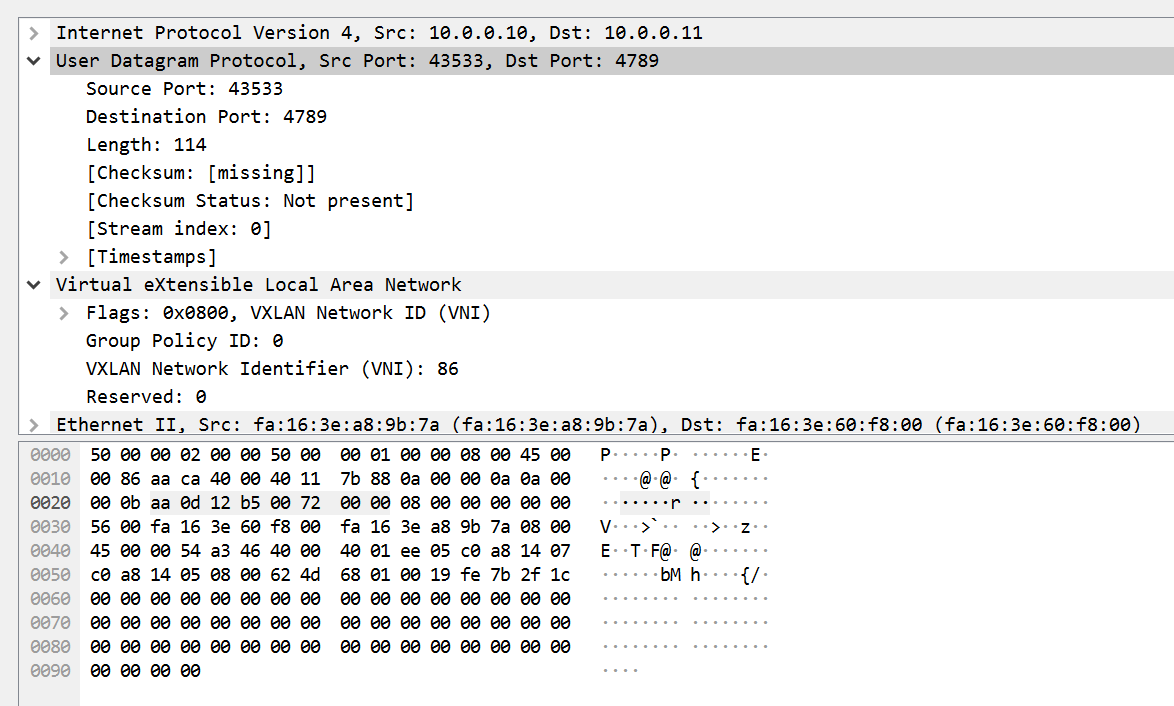 Internet Protocol Version 4, Src: 10.0.0.10, Dst: 10.0.0.11
User Datagram Protocol, Src Port: 43533, Dst Port: 4789
Source Port: 43533
Destination Port: 4789
Length: 114
[Checksum: [missing]]
[Checksum Status: Not present]
[Stream index: 0]
[Timestamps]
Virtual eXtensible Local Area Network
Flags: 0x0800, VXLAN Network ID (VNI)
Group Policy ID: 0
VXLAN Network Identifier (VNI): 86
Reserved: 0
Ethernet II, Src: fa:16:3e:a8:9b:7a (fa:16:3e:a8:9b:7a), Dst: fa:16:3e:60:f8:00 (fa:16:3e:60:f8:00)
0000 50 00 00 02 00 00 50 00 00 01 00 00 08 00 45 00 P·····P· ······E·
0010 00 86 aa ca 40 00 40 11 7b 88 0a 00 00 0a 0a 00 ····@·@· {·······
0020 00 0b aa 0d 12 b5 00 72 00 00 08 00 00 00 00 00 ·······r ········
0030 56 00 fa 16 3e 60 f8 00 fa 16 3e a8 9b 7a 08 00 V···>`·· ··>··z··
0040 45 00 00 54 a3 46 40 00 40 01 ee 05 c0 a8 14 07 E··T·F@· @·······
0050 c0 a8 14 05 08 00 62 4d 68 01 00 19 fe 7b 2f 1c ······bM h····{/·
0060 00 00 00 00 00 00 00 00 00 00 00 00 00 00 00 00 ········ ········
0070 00 00 00 00 00 00 00 00 00 00 00 00 00 00 00 00 ········ ········
0080 00 00 00 00 00 00 00 00 00 00 00 00 00 00 00 00 ········ ········
0090 00 00 00 00 ····